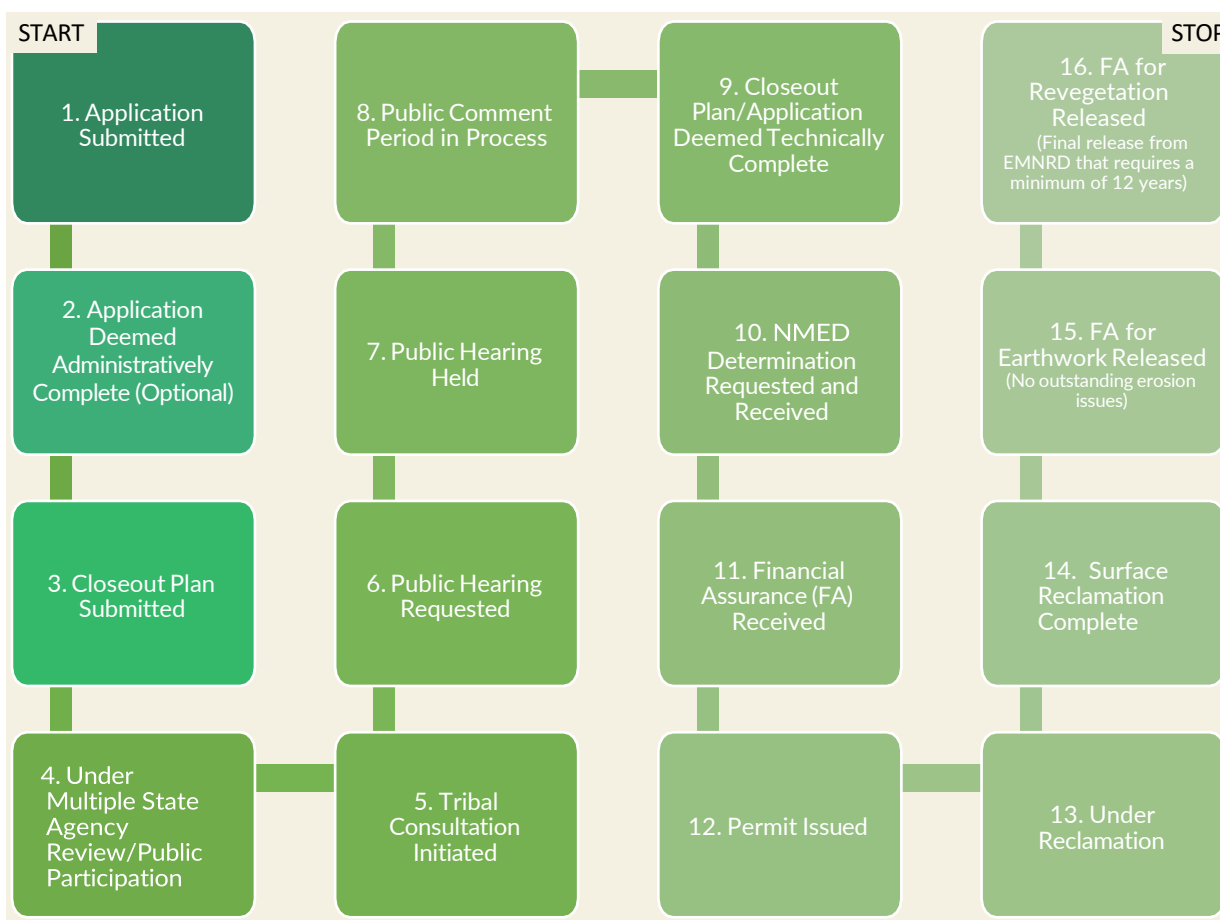 START
1. Application
Submitted
2. Application
Deemed
Administratively
Complete (Optional)
3. Closeout Plan
Submitted
4. Under
Multiple State
Agency
Review/Public
Participation
5. Tribal
Consultation
Initiated
6. Public Hearing
Requested
7. Public Hearing
Held
8. Public Comment
Period in Process
9. Closeout
Plan/Application
Deemed Technically
Complete
10. NMED
Determination
Requested and
Received
11. Financial
Assurance (FA)
Received
12. Permit Issued
13. Under
Reclamation
14. Surface
Reclamation
Complete
15. FA for
Earthwork Released
(No outstanding erosion
issues)
16. FA for
Revegetation
Released
(Final release from
EMNRD that requires a
minimum of 12 years)
STOP